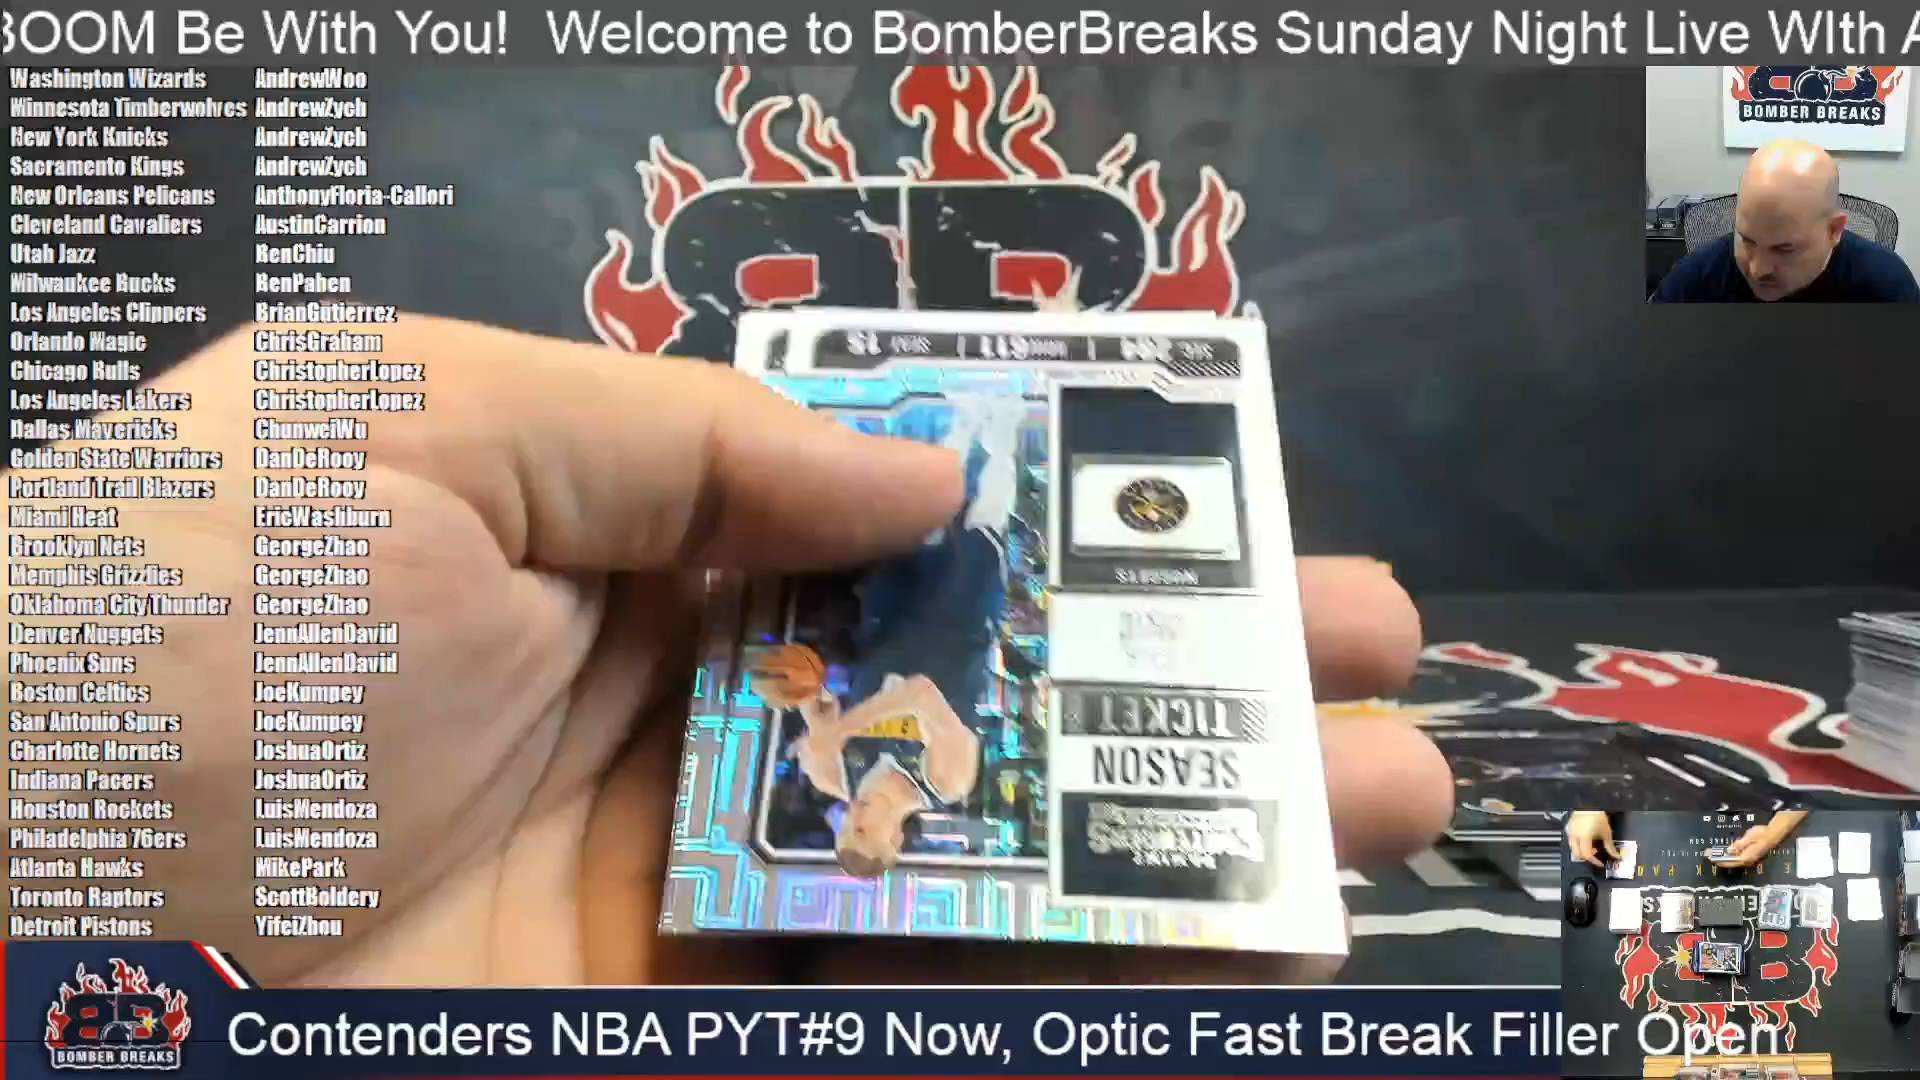 BOOM Be With You! Welcome to BomberBreaks Sunday Night Live WIth A
BOMBER BREAKS
Washington Wizards AndrewWoo
Minnesota Timberwolves AndrewZych
New York Knicks AndrewZych
Sacramento Kings AndrewZych
New Orleans Pelicans AnthonyFloria-Callori
Cleveland Cavaliers AustinCarrion
Utah Jazz BenChiu
Milwaukee Bucks BenPahen
Los Angeles Clippers BrianGutierrez
Orlando Magic ChrisGraham
Chicago Bulls ChristopherLopez
Los Angeles Lakers ChristopherLopez
Dallas Mavericks ChunweiWu
Golden State Warriors DanDeRooy
Portland Trail Blazers DanDeRooy
Miami Heat EricWashburn
Brooklyn Nets GeorgeZhao
Memphis Grizzlies GeorgeZhao
Oklahoma City Thunder GeorgeZhao
Denver Nuggets JennAllenDavid
Phoenix Suns JennAllenDavid
Boston Celtics JoeKumpey
San Antonio Spurs JoeKumpey
Charlotte Hornets JoshuaOrtiz
Indiana Pacers JoshuaOrtiz
Houston Rockets LuisMendoza
Philadelphia 76ers LuisMendoza
Atlanta Hawks MikePark
Toronto Raptors ScottBoldery
Detroit Pistons YifeiZhou
SEASON
TICKET
NUGGETS
BOMBER BREAKS
Contenders NBA PYT#9 Now, Optic Fast Break Filler Open